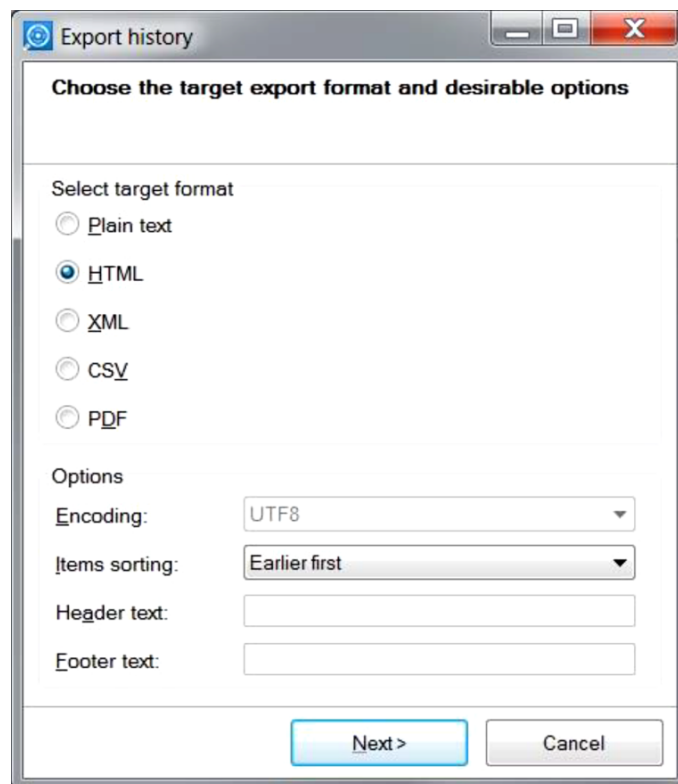 Export history
Choose the target export format and desirable options
Select target format
Plain text
HTML
XML
CSV
PDF
Options
Encoding: UTF8
Items sorting: Earlier first
Header text:
Footer text:
Next >
Cancel